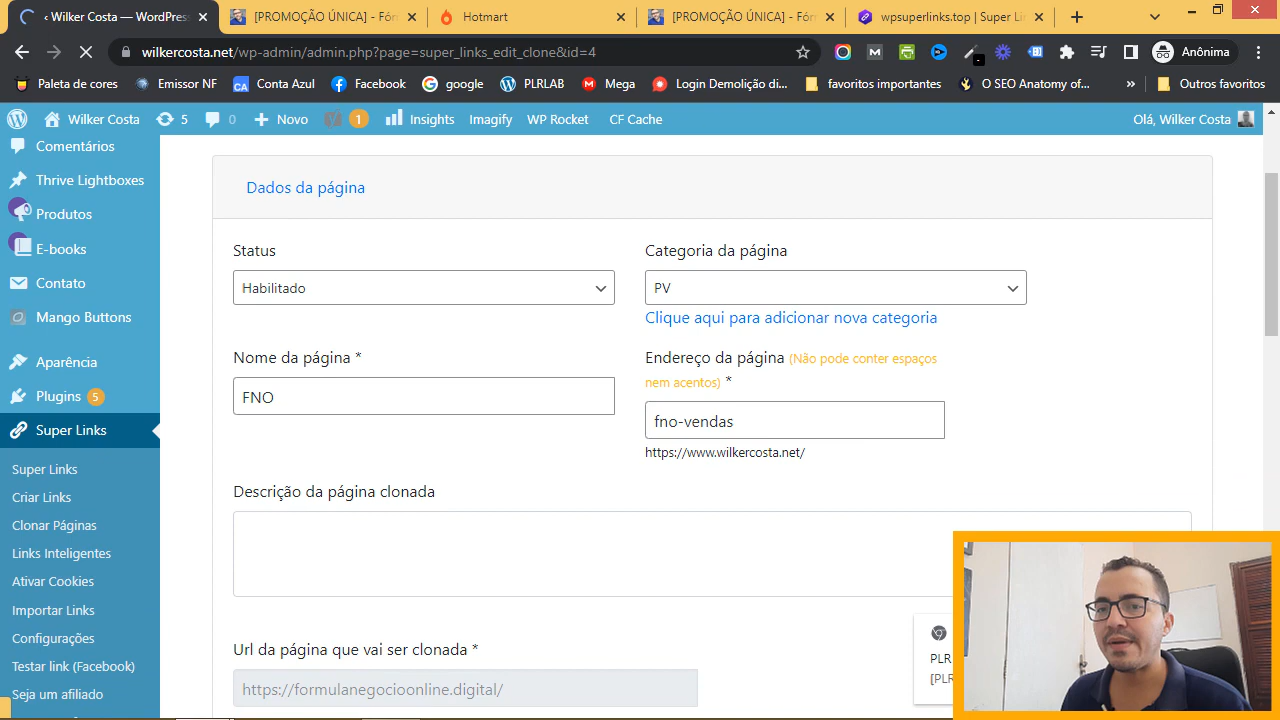 ‹ Wilker Costa — WordPress
[PROMOÇÃO ÚNICA] - Fór
Hotmart
[PROMOÇÃO ÚNICA] - Fór
wpsuperlinks.top | Super Lin
wilkercosta.net/wp-admin/admin.php?page=super_links_edit_clone&id=4
Anônima
Paleta de cores
Emissor NF
CA
Conta Azul
Facebook
google
PLRLAB
Mega
Login Demolição di...
favoritos importantes
O SEO Anatomy of...
»
Outros favoritos
Wilker Costa
5
0
Novo
1
Insights
Imagify
WP Rocket
CF Cache
Olá, Wilker Costa
Comentários
Thrive Lightboxes
Produtos
E-books
Contato
Mango Buttons
Aparência
Plugins 5
Super Links
Super Links
Criar Links
Clonar Páginas
Links Inteligentes
Ativar Cookies
Importar Links
Configurações
Testar link (Facebook)
Seja um afiliado
Dados da página
Status
Habilitado
Categoria da página
PV
Clique aqui para adicionar nova categoria
Nome da página *
FNO
Endereço da página (Não pode conter espaços
nem acentos) *
fno-vendas
https://www.wilkercosta.net/
Descrição da página clonada
Url da página que vai ser clonada *
https://formulanegocioonline.digital/
PLR
[PLR